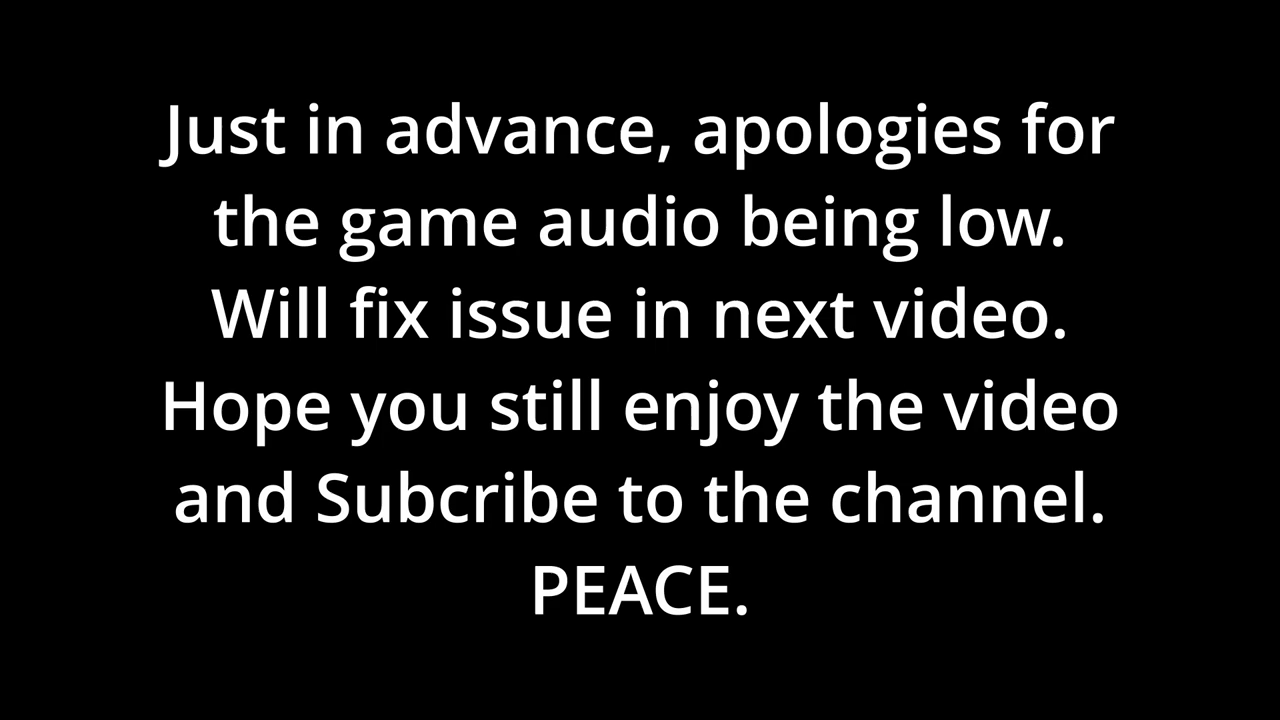 Just in advance, apologies for
the game audio being low.
Will fix issue in next video.
Hope you still enjoy the video
and Subcribe to the channel.
PEACE.